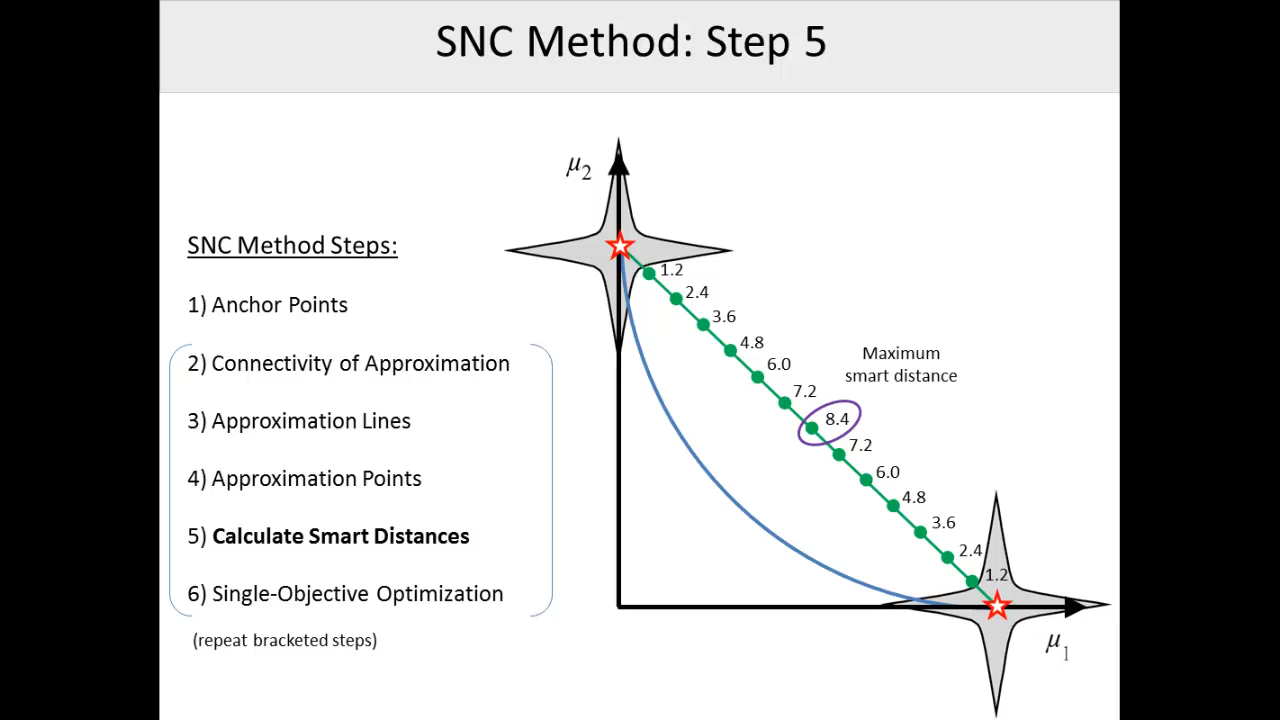 SNC Method: Step 5
μ2
SNC Method Steps:
1) Anchor Points
2) Connectivity of Approximation
3) Approximation Lines
4) Approximation Points
5) Calculate Smart Distances
6) Single-Objective Optimization
(repeat bracketed steps)
1.2
2.4
3.6
4.8
6.0
7.2
Maximum
smart distance
8.4
7.2
6.0
4.8
3.6
2.4
1.2
μ1